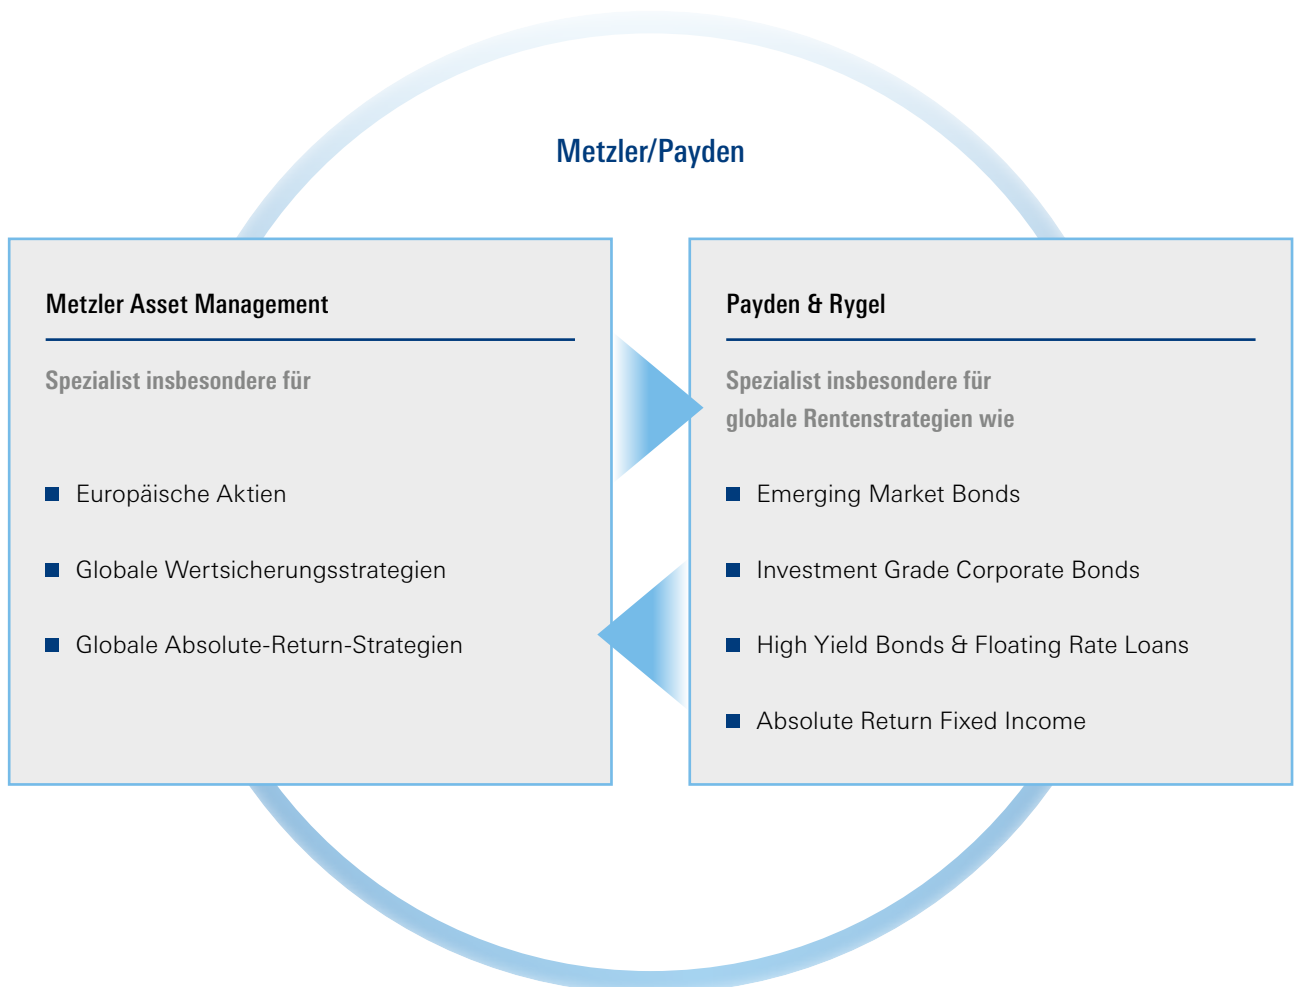 Metzler/Payden
Metzler Asset Management
Spezialist insbesondere für
Europäische Aktien
Globale Wertsicherungsstrategien
Globale Absolute-Return-Strategien
Payden & Rygel
Spezialist insbesondere für
globale Rentenstrategien wie
Emerging Market Bonds
Investment Grade Corporate Bonds
High Yield Bonds & Floating Rate Loans
Absolute Return Fixed Income